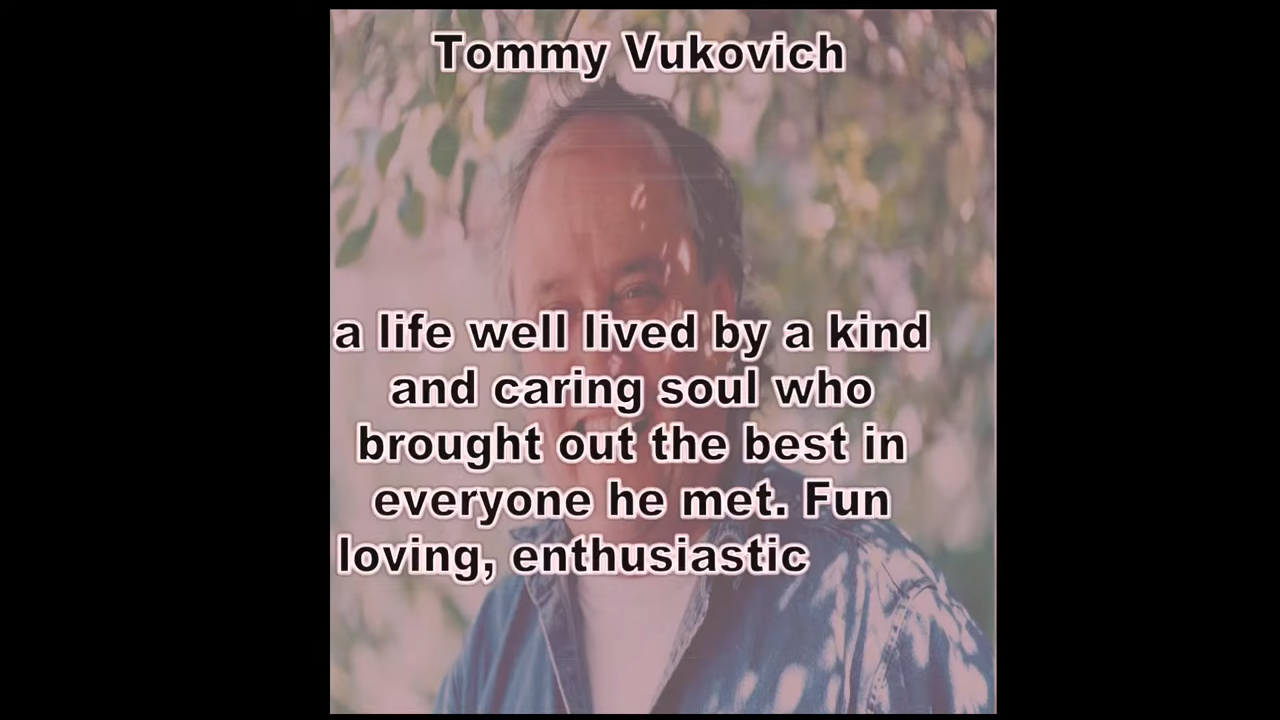 Tommy Vukovich
a life well lived by a kind
and caring soul who
brought out the best in
everyone he met. Fun
loving, enthusiastic